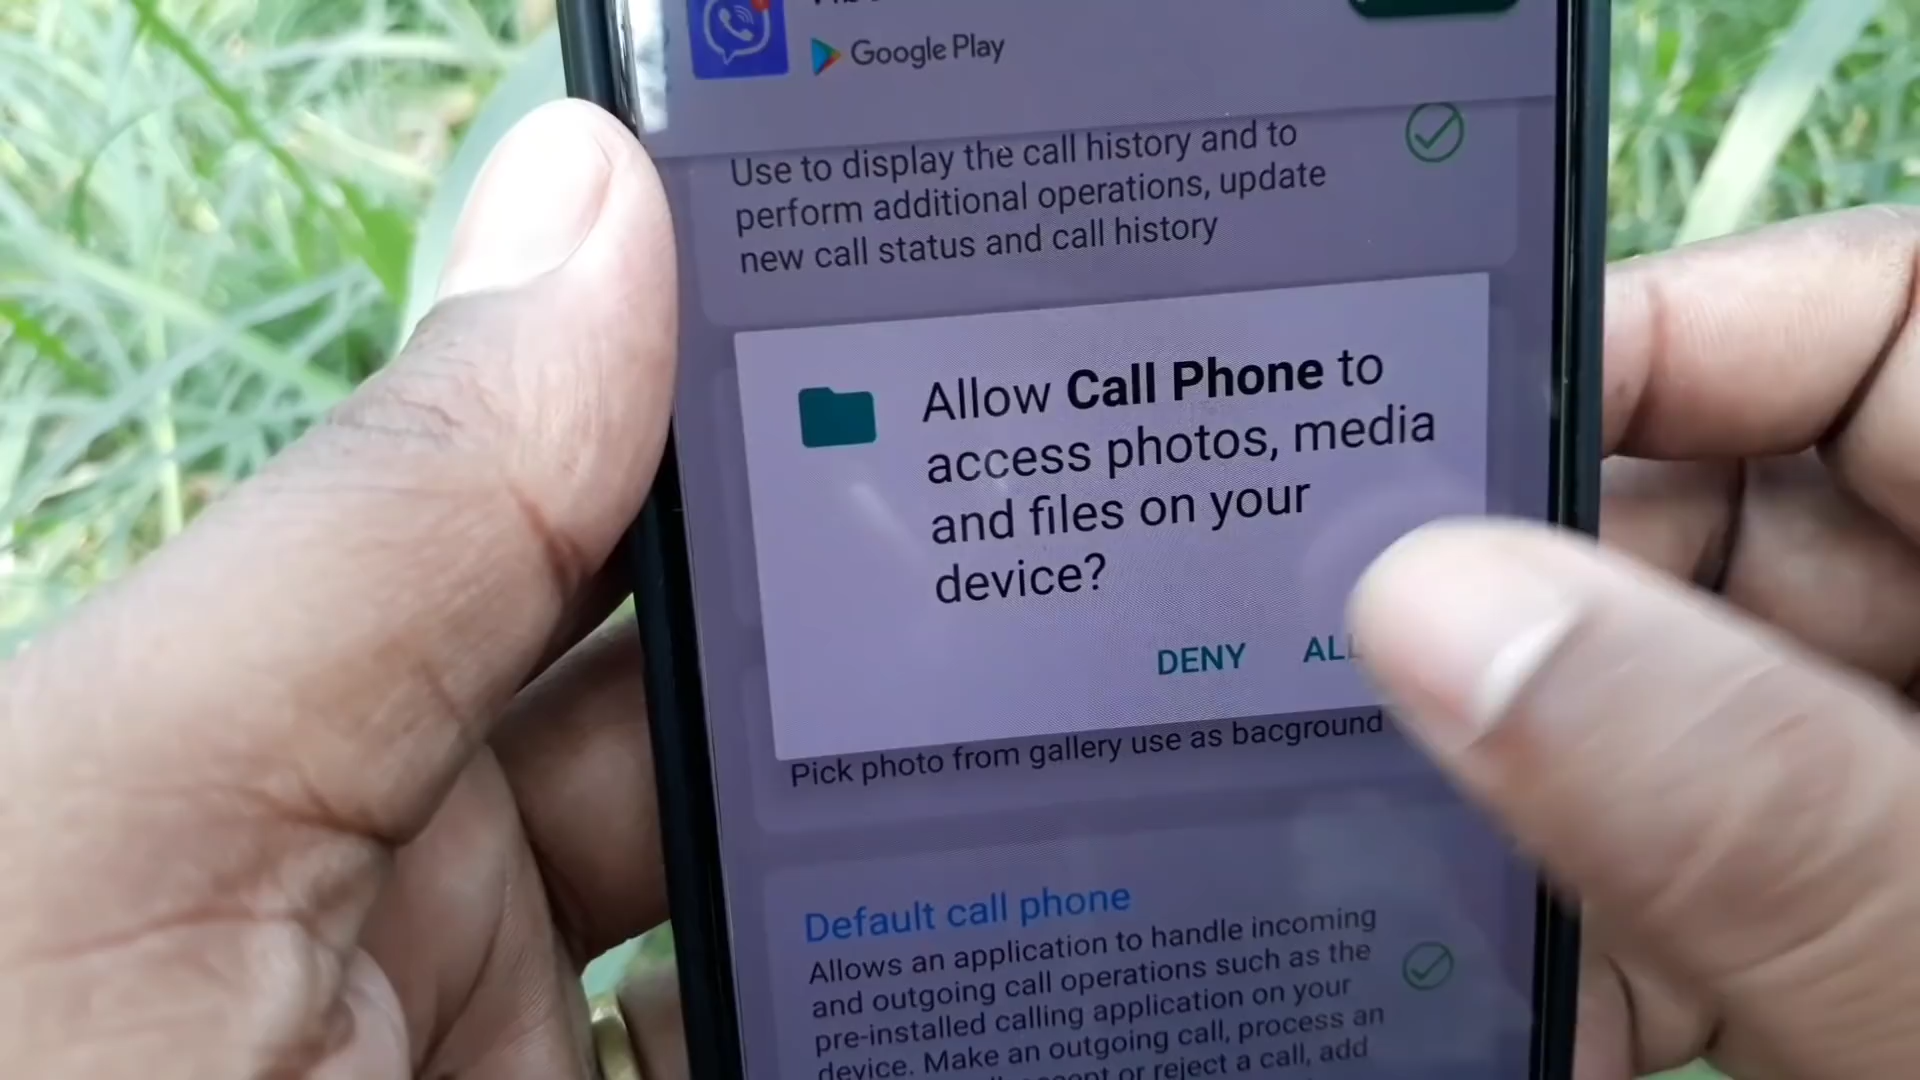 Google Play
Use to display the call history and to
perform additional operations, update
new call status and call history
Allow Call Phone to
access photos, media
and files on your
device?
DENY ALL
Pick photo from gallery use as bacground
Default call phone
Allows an application to handle incoming
and outgoing call operations such as the
pre-installed calling application on your
device. Make an outgoing call, process an
or reject a call, add